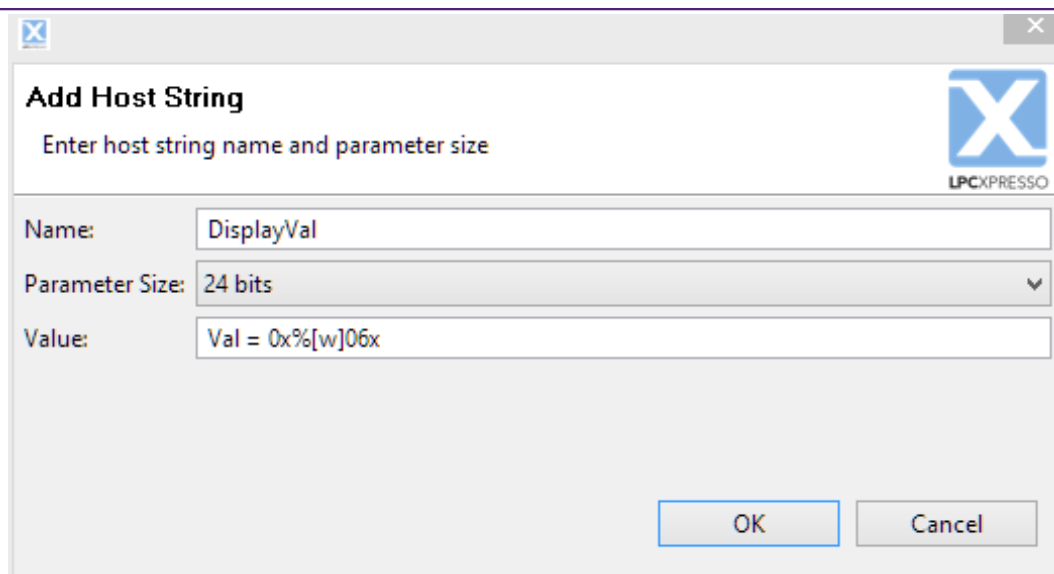 Add Host String
Enter host string name and parameter size
LPCXPRESSO
Name: DisplayVal
Parameter Size: 24 bits
Value: Val = 0x%[w]06x
OK Cancel